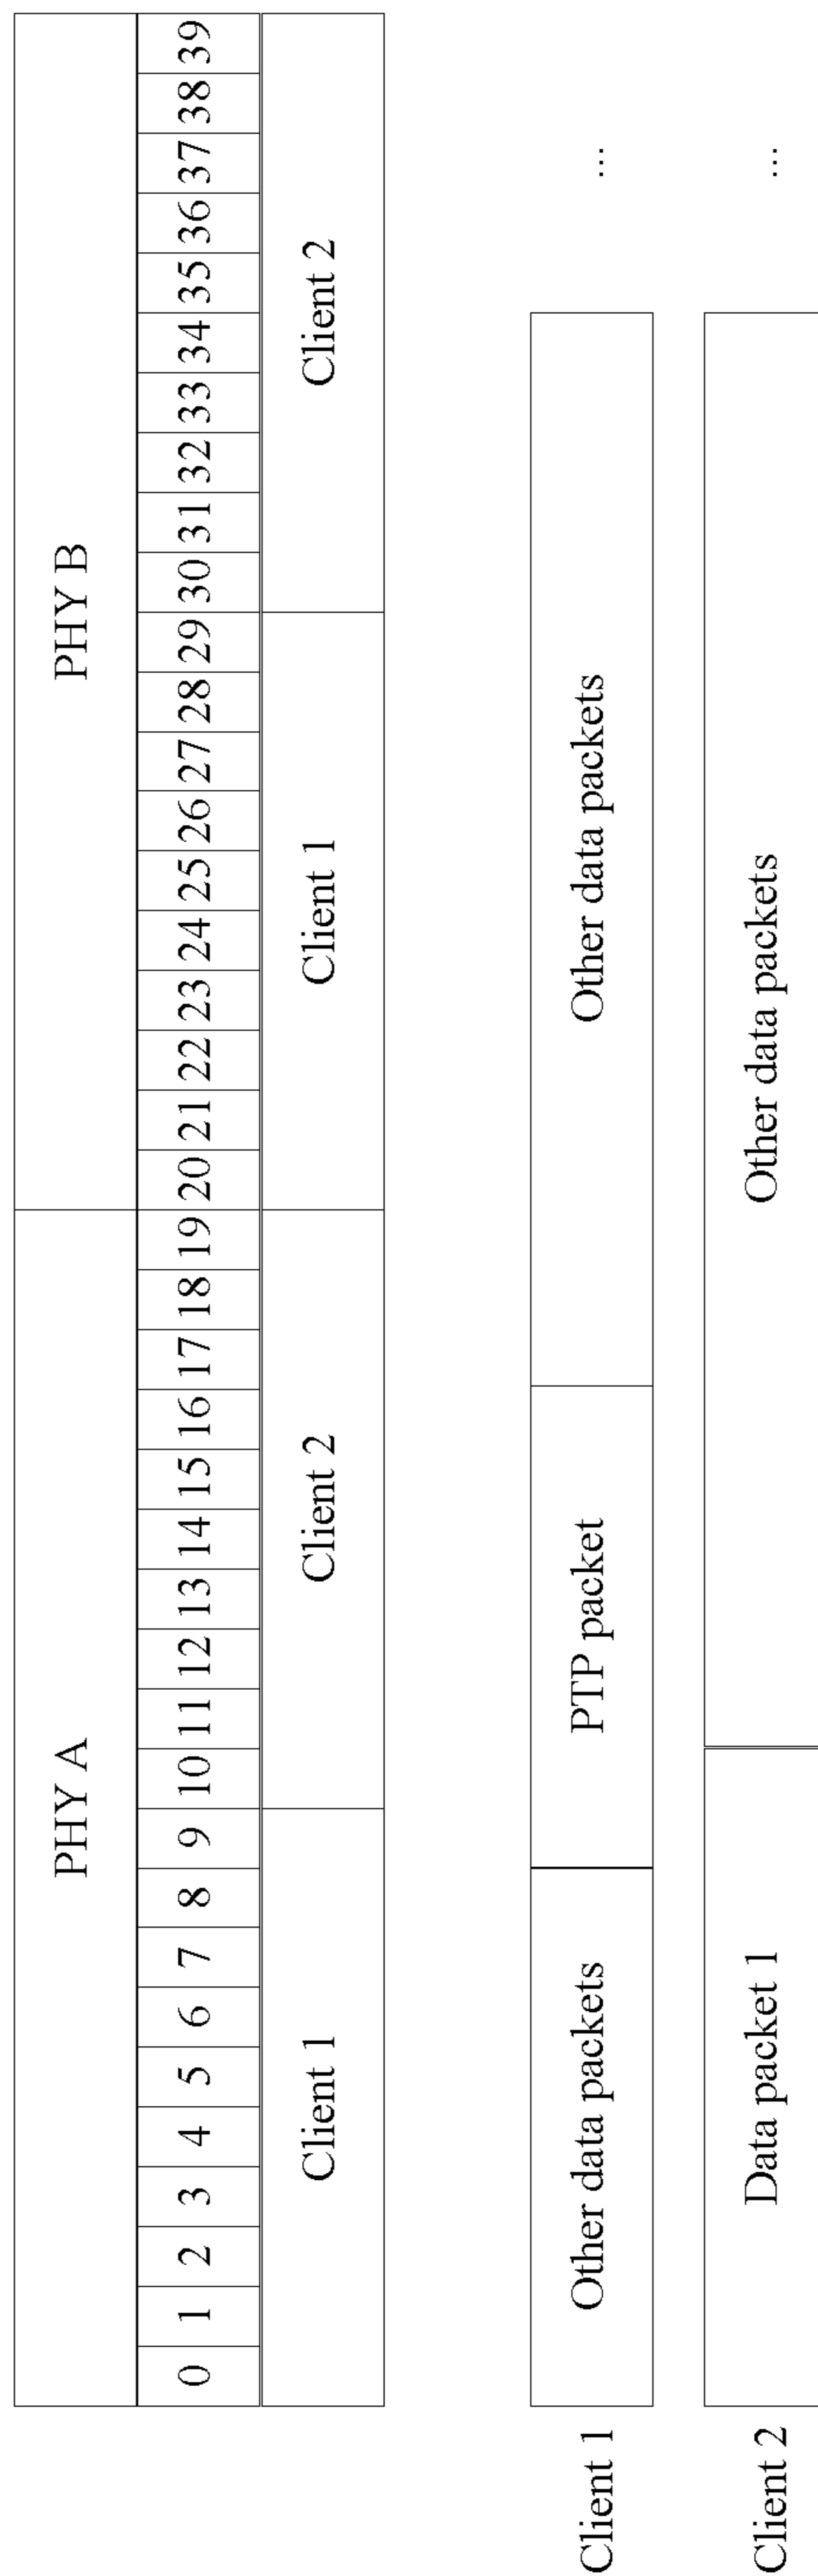 PHY A PHY B
0 1 2 3 4 5 6 7 8 9 10 11 12 13 14 15 16 17 18 19 20 21 22 23 24 25 26 27 28 29 30 31 32 33 34 35 36 37 38 39
Client 1 Client 2 Client 1 Client 2
Client 1 Other data packets PTP packet Other data packets ...
Client 2 Data packet 1 Other data packets ...